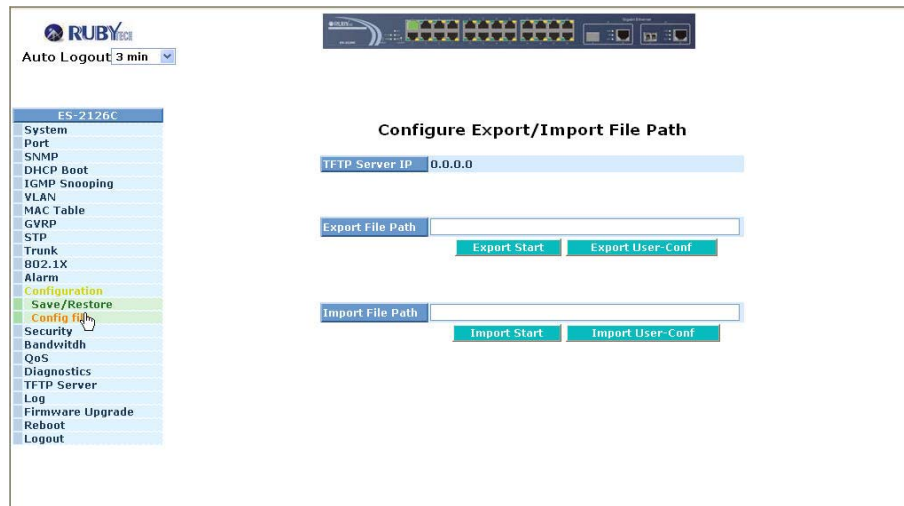 RUBYTECH
Auto Logout 3 min
ES-2126C
System
Port
SNMP
DHCP Boot
IGMP Snooping
VLAN
MAC Table
GVRP
STP
Trunk
802.1X
Alarm
Configuration
Save/Restore
Config file
Security
Bandwitdh
QoS
Diagnostics
TFTP Server
Log
Firmware Upgrade
Reboot
Logout
Configure Export/Import File Path
TFTP Server IP 0.0.0.0
Export File Path
Export Start Export User-Conf
Import File Path
Import Start Import User-Conf